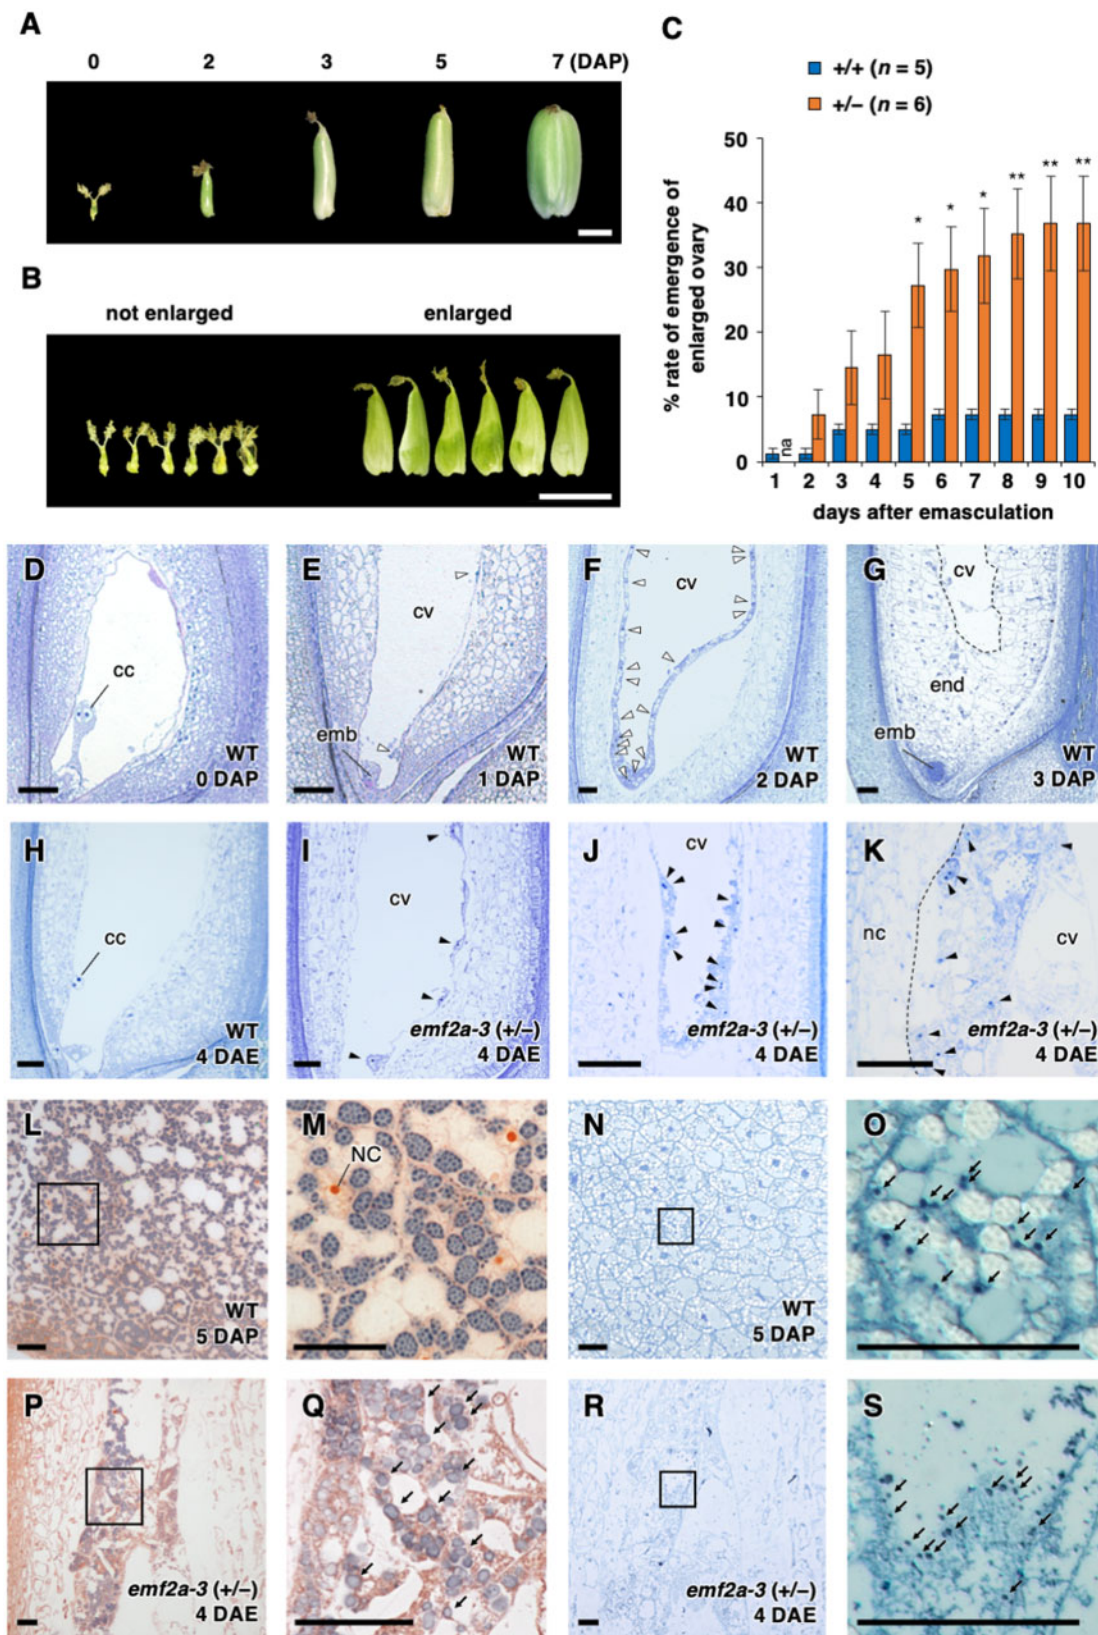 A
0 2 3 5 7 (DAP)
B
not enlarged enlarged
C
+/+ (n = 5)
+/– (n = 6)
% rate of emergence of
enlarged ovary
50
40
30
20
10
0
na
* * * ** ** **
1 2 3 4 5 6 7 8 9 10
days after emasculation
D
cc
WT
0 DAP
E
cv
emb
WT
1 DAP
F
cv
WT
2 DAP
G
cv
end
emb
WT
3 DAP
H
cc
WT
4 DAE
I
cv
emf2a-3 (+/–)
4 DAE
J
cv
emf2a-3 (+/–)
4 DAE
K
nc
cv
emf2a-3 (+/–)
4 DAE
L
WT
5 DAP
M
NC
N
WT
5 DAP
O
P
emf2a-3 (+/–)
4 DAE
Q
R
emf2a-3 (+/–)
4 DAE
S